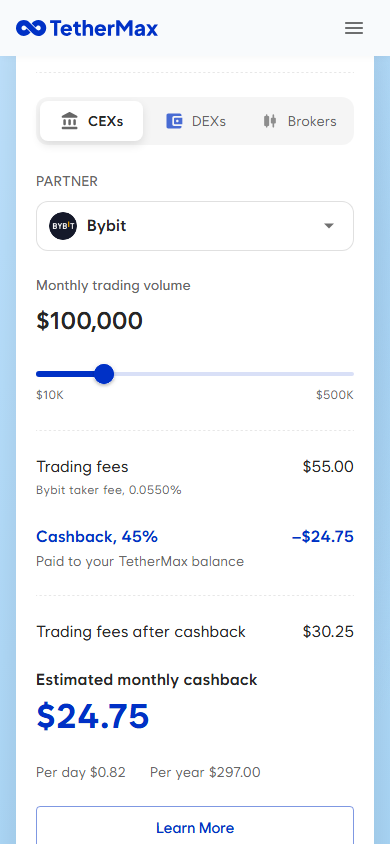 TetherMax
CEXs
DEXs
Brokers
PARTNER
BYBIT
Bybit
Monthly trading volume
$100,000
$10K
$500K
Trading fees
$55.00
Bybit taker fee, 0.0550%
Cashback, 45%
–$24.75
Paid to your TetherMax balance
Trading fees after cashback
$30.25
Estimated monthly cashback
$24.75
Per day $0.82
Per year $297.00
Learn More